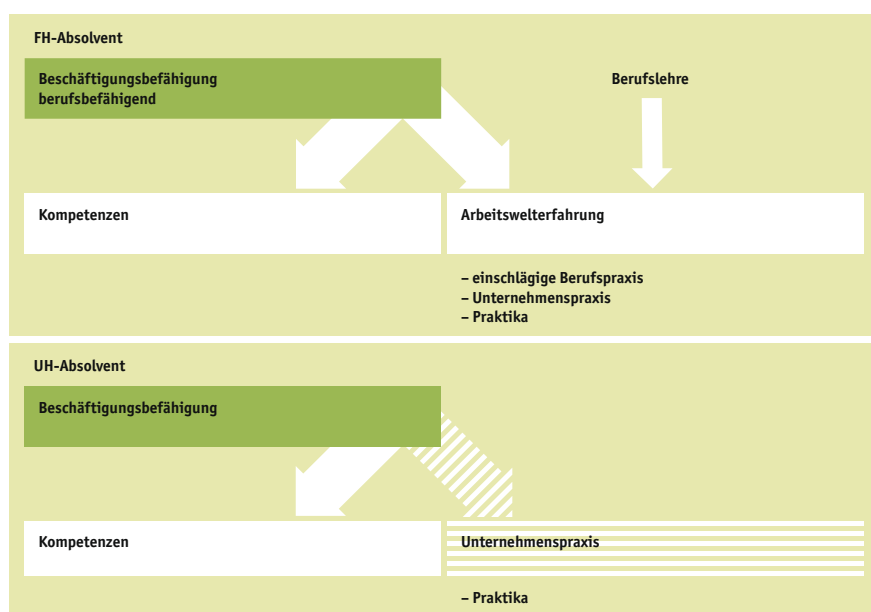 FH-Absolvent
Beschäftigungsbefähigung
berufsbefähigend
Berufslehre
Kompetenzen
Arbeitswelterfahrung
– einschlägige Berufspraxis
– Unternehmenspraxis
– Praktika
UH-Absolvent
Beschäftigungsbefähigung
Kompetenzen
Unternehmenspraxis
– Praktika